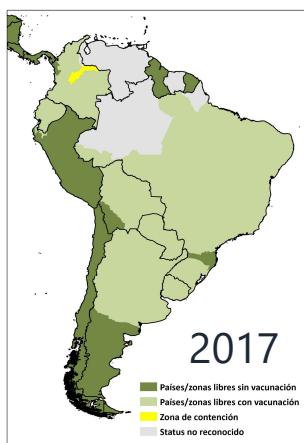 2017
Países/zonas libres sin vacunación
Países/zonas libres con vacunación
Zona de contención
Status no reconocido